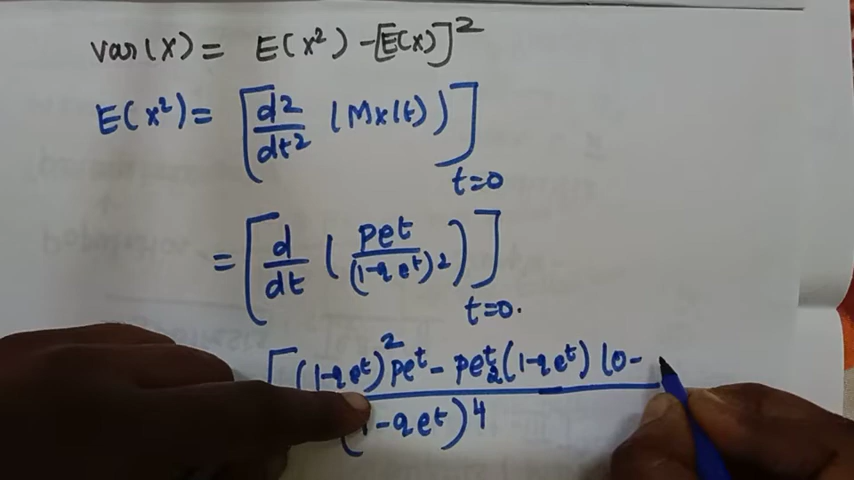 var(X) = E(X²) - [E(X)]²
E(X²) = [d²/dt² (Mx(t))] t=0
= [d/dt (pe^t/(1-qe^t)²)] t=0.
[(1-qe^t)² pe^t - pe^t 2(1-qe^t) (0-
(1-qe^t)⁴